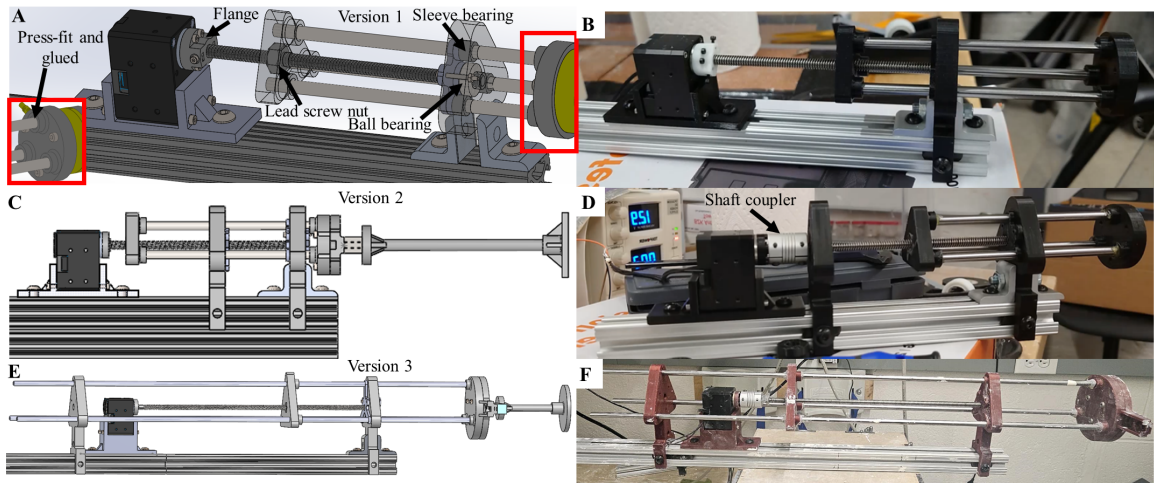 A
Flange
Version 1
Sleeve bearing
Press-fit and
glued
Lead screw nut
Ball bearing
B
C
Version 2
D
Shaft coupler
E
Version 3
F